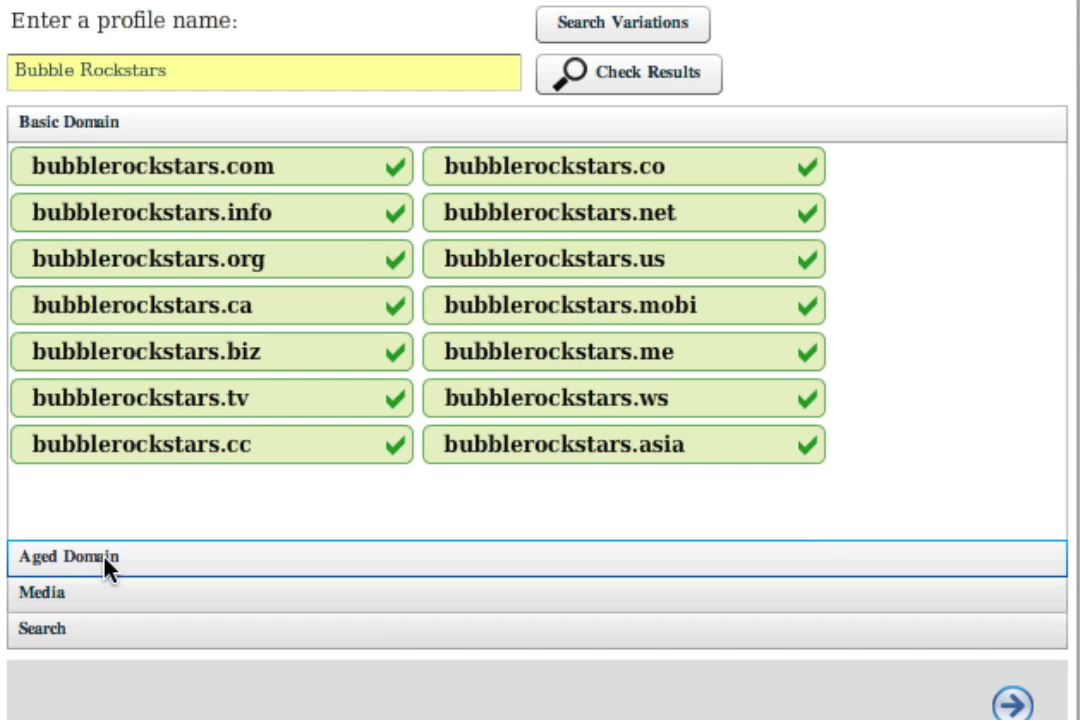 Enter a profile name:
Search Variations
Bubble Rockstars
Check Results
Basic Domain
bubblerockstars.com
bubblerockstars.co
bubblerockstars.info
bubblerockstars.net
bubblerockstars.org
bubblerockstars.us
bubblerockstars.ca
bubblerockstars.mobi
bubblerockstars.biz
bubblerockstars.me
bubblerockstars.tv
bubblerockstars.ws
bubblerockstars.cc
bubblerockstars.asia
Aged Domain
Media
Search